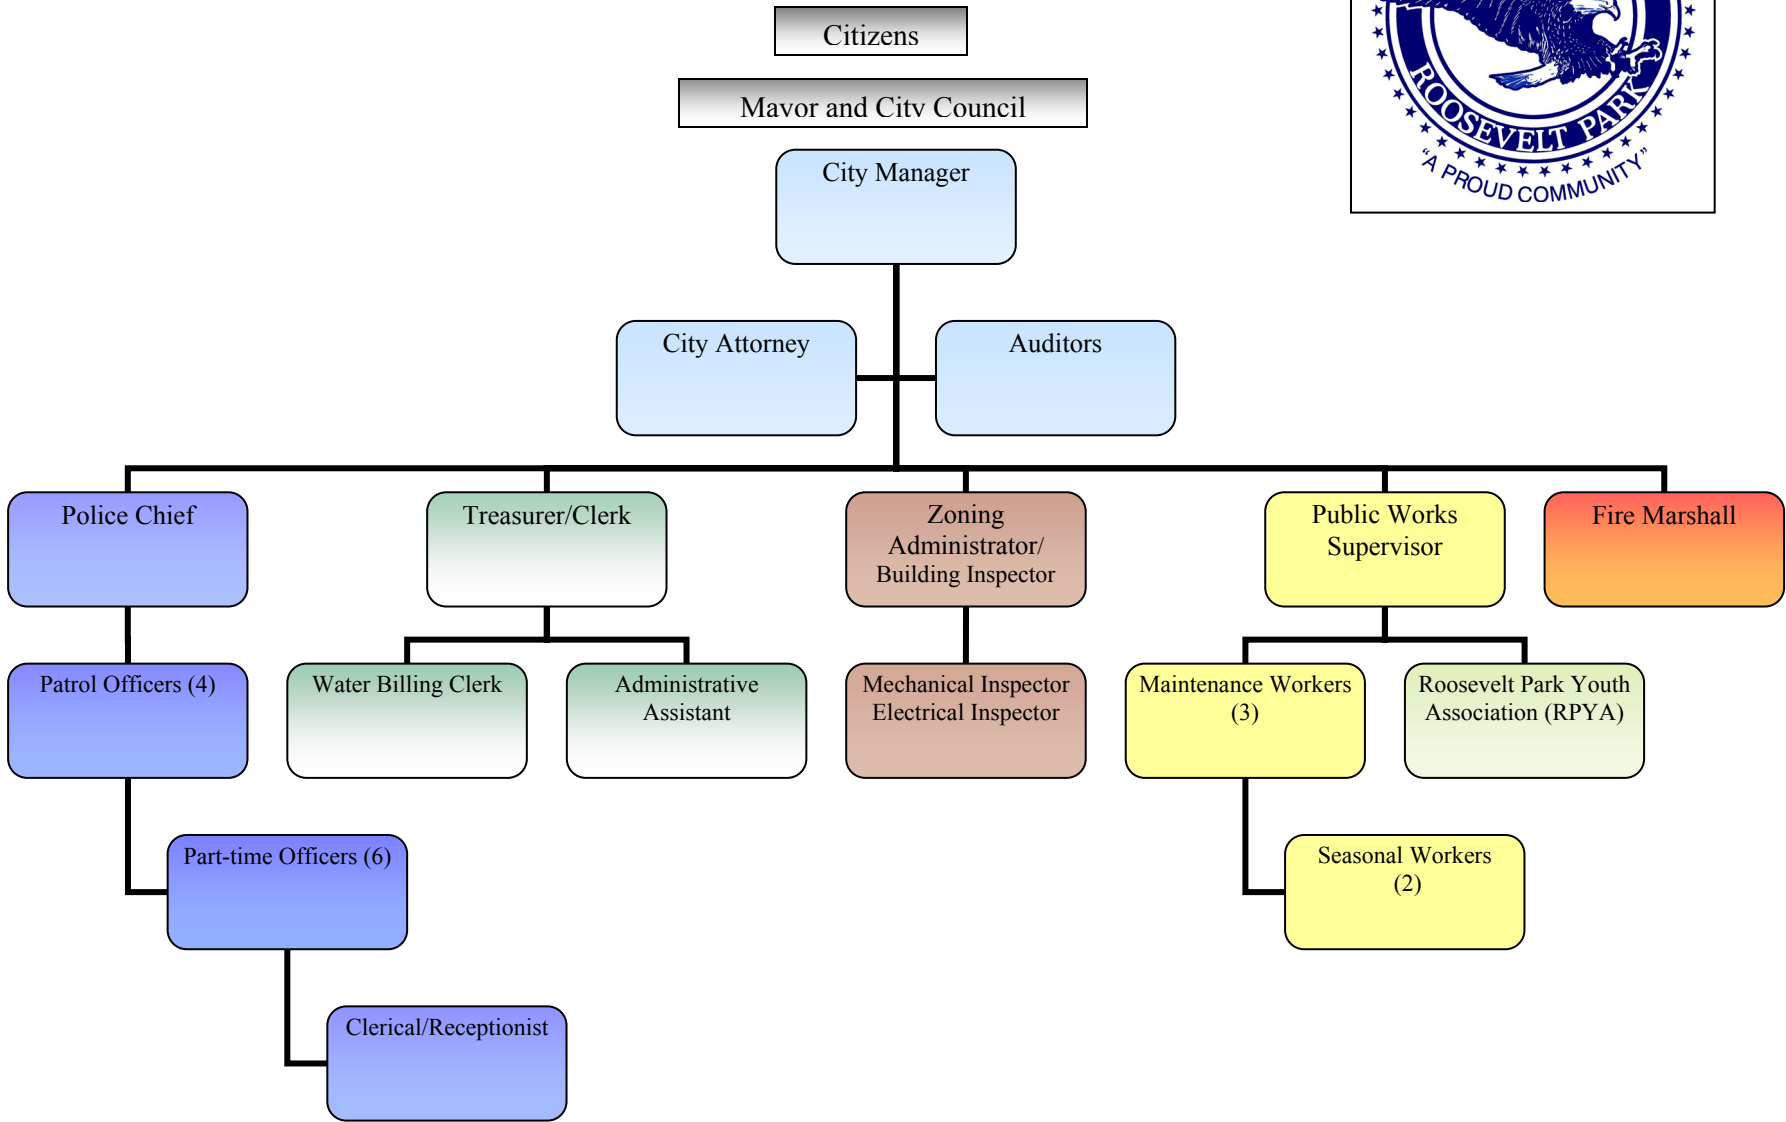 Citizens
Mayor and City Council
ROOSEVELT PARK
"A PROUD COMMUNITY"
City Manager
City Attorney
Auditors
Police Chief
Treasurer/Clerk
Zoning
Administrator/
Building Inspector
Public Works
Supervisor
Fire Marshall
Patrol Officers (4)
Water Billing Clerk
Administrative
Assistant
Mechanical Inspector
Electrical Inspector
Maintenance Workers
(3)
Roosevelt Park Youth
Association (RPYA)
Part-time Officers (6)
Seasonal Workers
(2)
Clerical/Receptionist